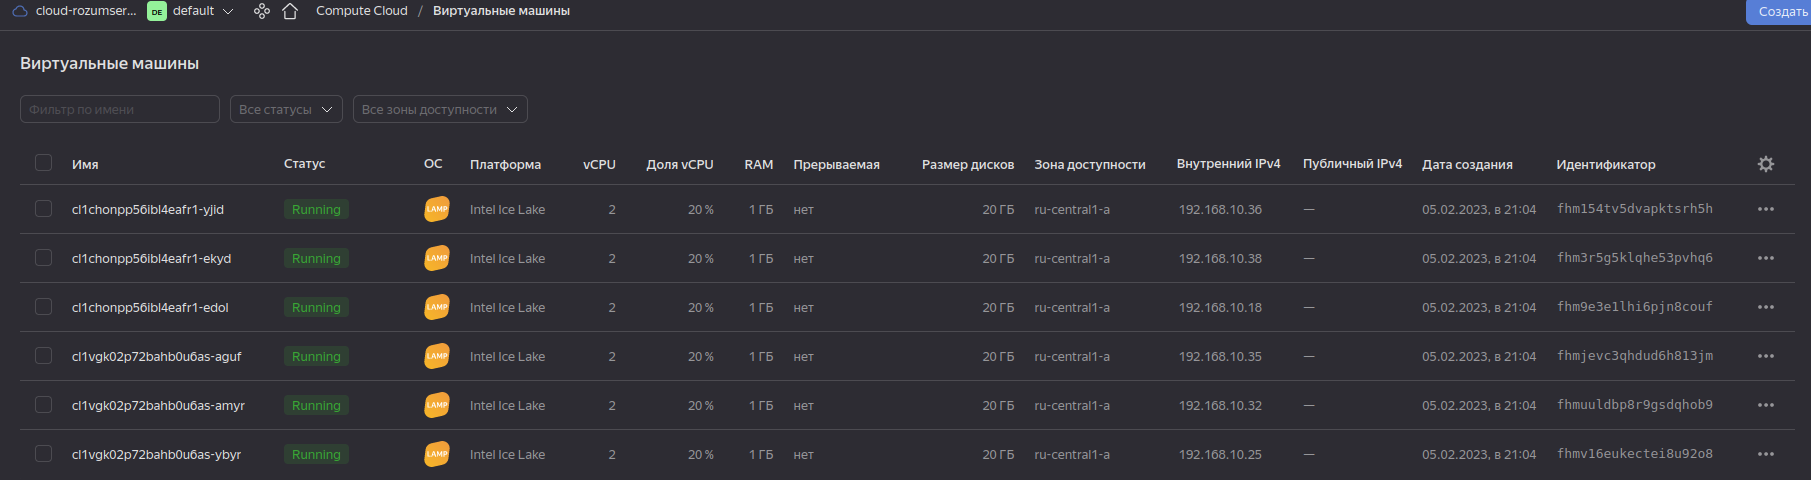 cloud-rozumser... DE default Compute Cloud / Виртуальные машины Создать
Виртуальные машины
Фильтр по имени Все статусы Все зоны доступности
Имя Статус ОС Платформа vCPU Доля vCPU RAM Прерываемая Размер дисков Зона доступности Внутренний IPv4 Публичный IPv4 Дата создания Идентификатор
cl1chonpp56ibl4eafr1-yjid Running LAMP Intel Ice Lake 2 20 % 1 ГБ нет 20 ГБ ru-central1-a 192.168.10.36 — 05.02.2023, в 21:04 fhm154tv5dvapktsrh5h
cl1chonpp56ibl4eafr1-ekyd Running LAMP Intel Ice Lake 2 20 % 1 ГБ нет 20 ГБ ru-central1-a 192.168.10.38 — 05.02.2023, в 21:04 fhm3r5g5klqhe53pvhq6
cl1chonpp56ibl4eafr1-edol Running LAMP Intel Ice Lake 2 20 % 1 ГБ нет 20 ГБ ru-central1-a 192.168.10.18 — 05.02.2023, в 21:04 fhm9e3e1lhi6pjn8couf
cl1vgk02p72bahb0u6as-aguf Running LAMP Intel Ice Lake 2 20 % 1 ГБ нет 20 ГБ ru-central1-a 192.168.10.35 — 05.02.2023, в 21:04 fhmjevc3qhdud6h813jm
cl1vgk02p72bahb0u6as-amyr Running LAMP Intel Ice Lake 2 20 % 1 ГБ нет 20 ГБ ru-central1-a 192.168.10.32 — 05.02.2023, в 21:04 fhmuuldbp8r9gsdqhob9
cl1vgk02p72bahb0u6as-ybyr Running LAMP Intel Ice Lake 2 20 % 1 ГБ нет 20 ГБ ru-central1-a 192.168.10.25 — 05.02.2023, в 21:04 fhmv16eukectei8u92o8